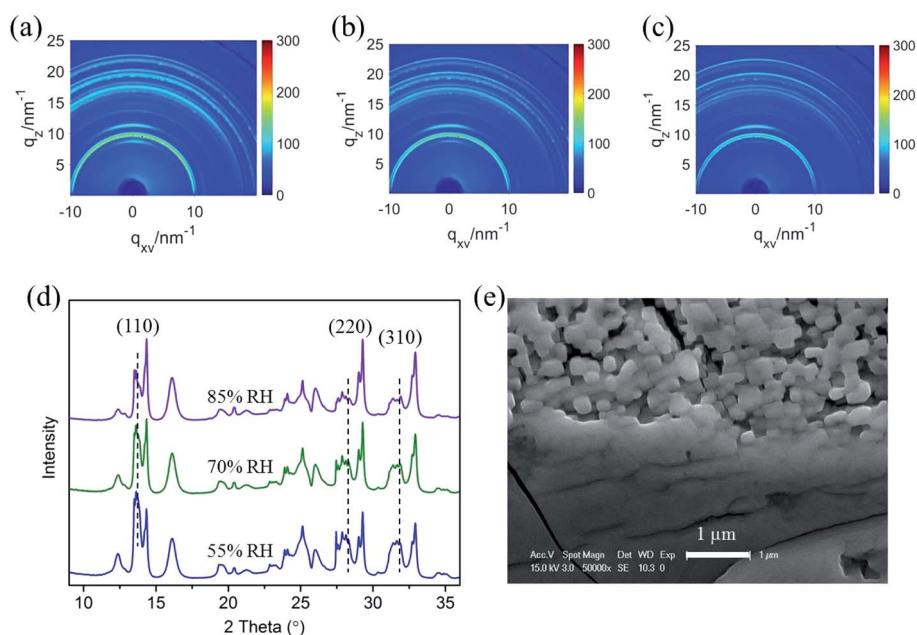 (a)
25
20
15
10
5
q_z/nm⁻¹
-10 0 10
q_xv/nm⁻¹
300
200
100
0
(b)
25
20
15
10
5
q_z/nm⁻¹
-10 0 10
q_xv/nm⁻¹
300
200
100
0
(c)
25
20
15
10
5
q_z/nm⁻¹
-10 0 10
q_xv/nm⁻¹
300
200
100
0
(d)
Intensity
(110)
(220)
(310)
85% RH
70% RH
55% RH
10 15 20 25 30 35
2 Theta (°)
(e)
1 µm
Acc.V Spot Magn Det WD Exp
15.0 kV 3.0 50000x SE 10.3 0
1 µm